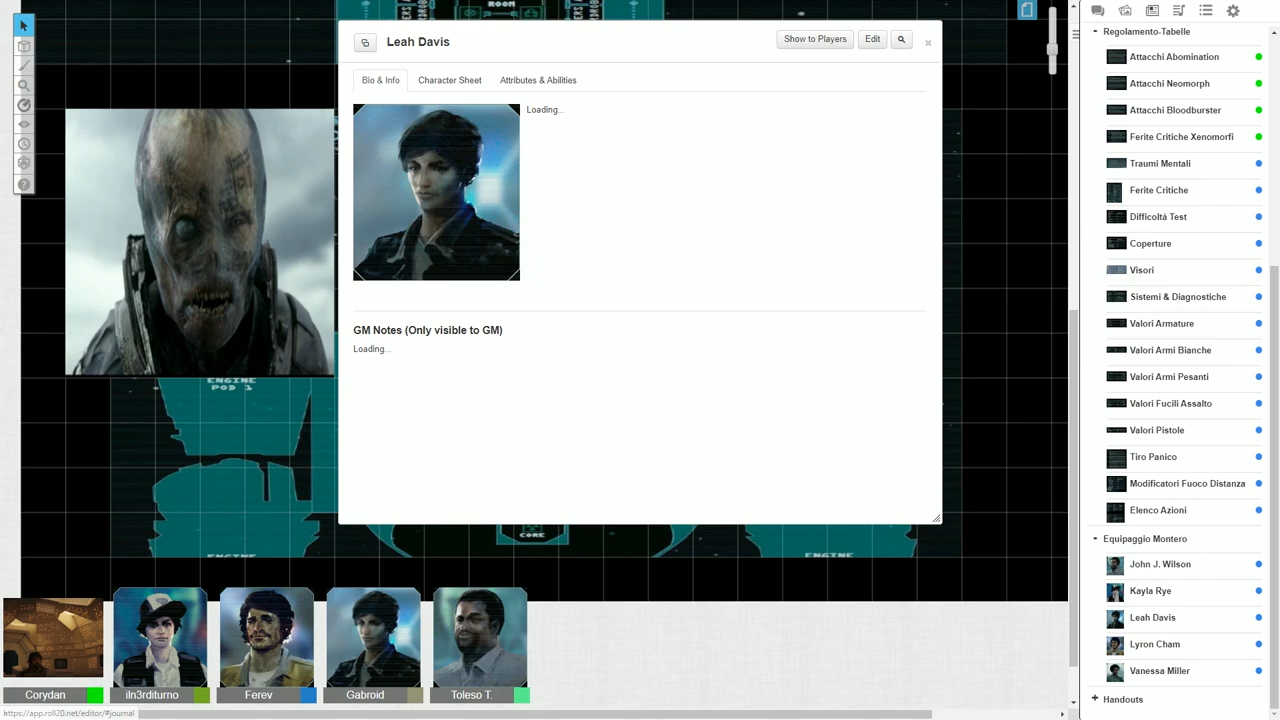 ROOM
Leah Davis
Show to Players
Edit
Bio & Info
Character Sheet
Attributes & Abilities
Loading...
GM Notes (Only visible to GM)
Loading...
ENGINE
POD 1
ENGINE
CORE
ENGINE
Corydan
iln3rditurno
Ferev
Gabroid
Toleso T.
https://app.roll20.net/editor/#journal
Regolamento-Tabelle
Attacchi Abomination
Attacchi Neomorph
Attacchi Bloodburster
Ferite Critiche Xenomorfi
Traumi Mentali
Ferite Critiche
Difficoltà Test
Coperture
Visori
Sistemi & Diagnostiche
Valori Armature
Valori Armi Bianche
Valori Armi Pesanti
Valori Fucili Assalto
Valori Pistole
Tiro Panico
Modificatori Fuoco Distanza
Elenco Azioni
Equipaggio Montero
John J. Wilson
Kayla Rye
Leah Davis
Lyron Cham
Vanessa Miller
Handouts